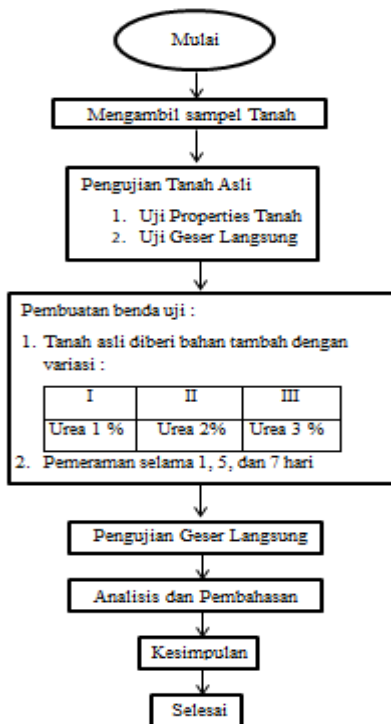 Mulai
Mengambil sampel Tanah
Pengujian Tanah Asli
1. Uji Properties Tanah
2. Uji Geser Langsung
Pembuatan benda uji :
1. Tanah asli diberi bahan tambah dengan
variasi :
I II III
Urea 1 % Urea 2% Urea 3 %
2. Pemeraman selama 1, 5, dan 7 hari
Pengujian Geser Langsung
Analisis dan Pembahasan
Kesimpulan
Selesai